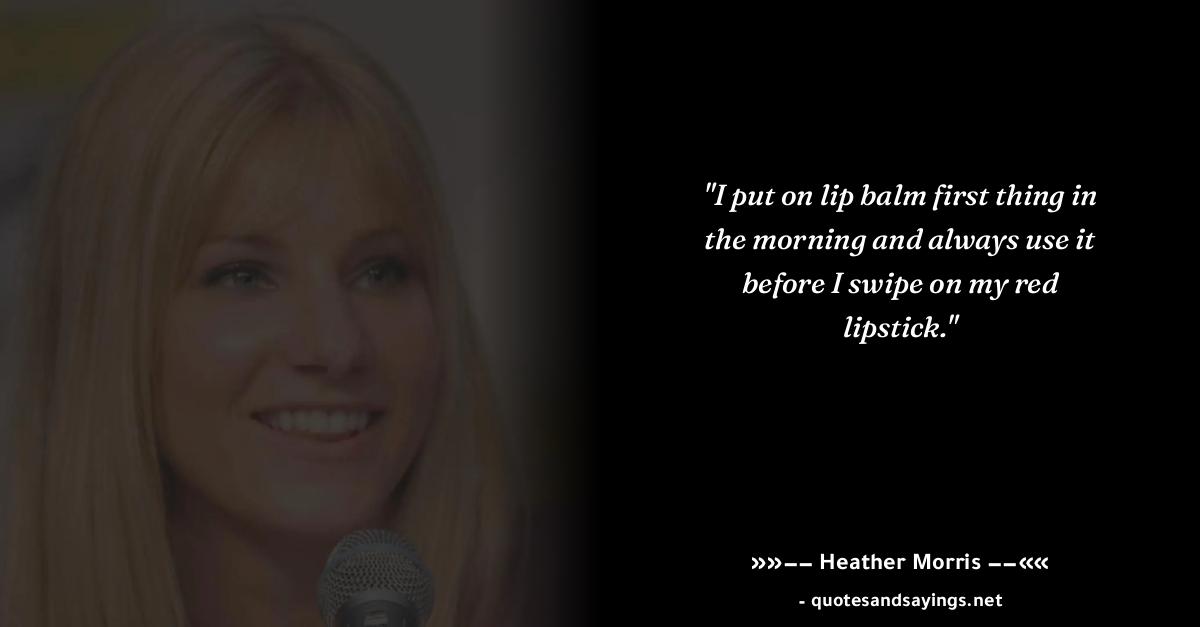 "I put on lip balm first thing in
the morning and always use it
before I swipe on my red
lipstick."
»»−− Heather Morris −−««
- quotesandsayings.net